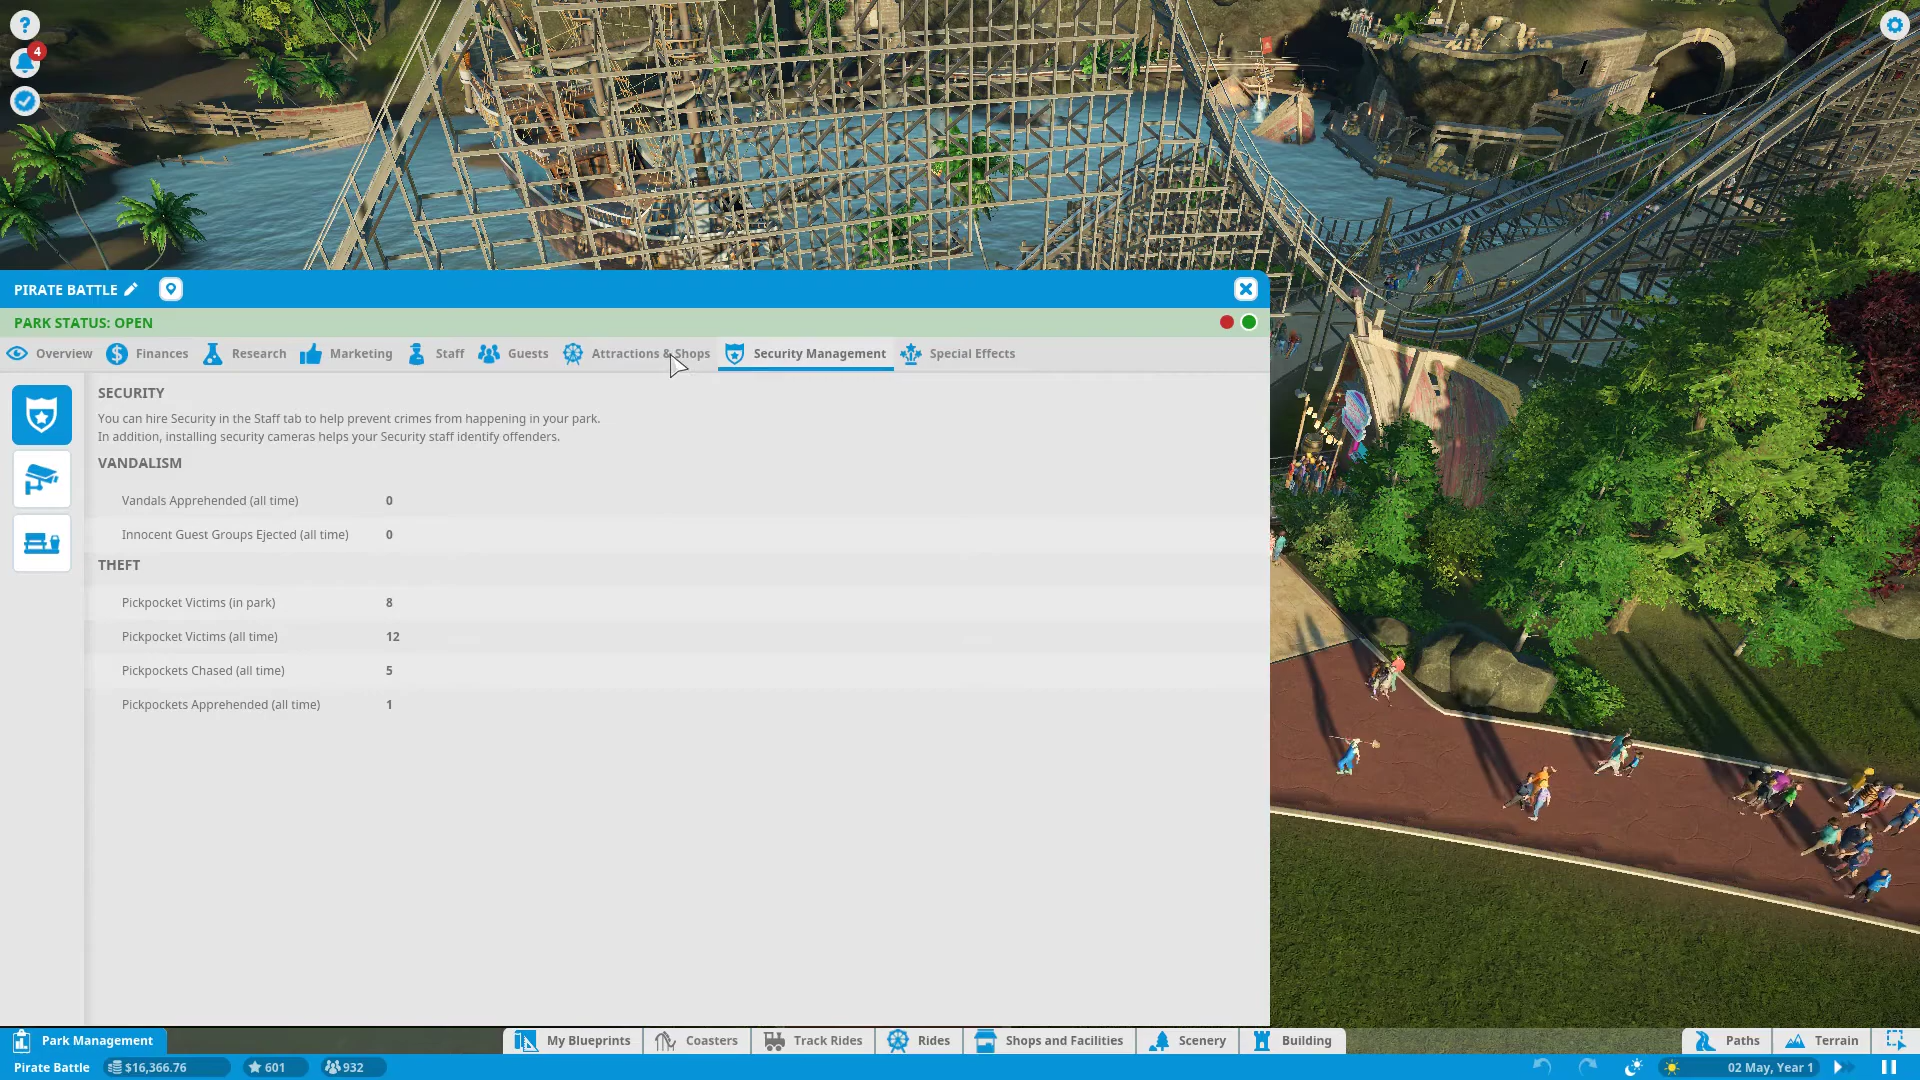 4
PIRATE BATTLE
PARK STATUS: OPEN
Overview Finances Research Marketing Staff Guests Attractions & Shops Security Management Special Effects
SECURITY
You can hire Security in the Staff tab to help prevent crimes from happening in your park.
In addition, installing security cameras helps your Security staff identify offenders.
VANDALISM
Vandals Apprehended (all time) 0
Innocent Guest Groups Ejected (all time) 0
THEFT
Pickpocket Victims (in park) 8
Pickpocket Victims (all time) 12
Pickpockets Chased (all time) 5
Pickpockets Apprehended (all time) 1
Park Management My Blueprints Coasters Track Rides Rides Shops and Facilities Scenery Building Paths Terrain
Pirate Battle $16,366.76 601 932 02 May, Year 1